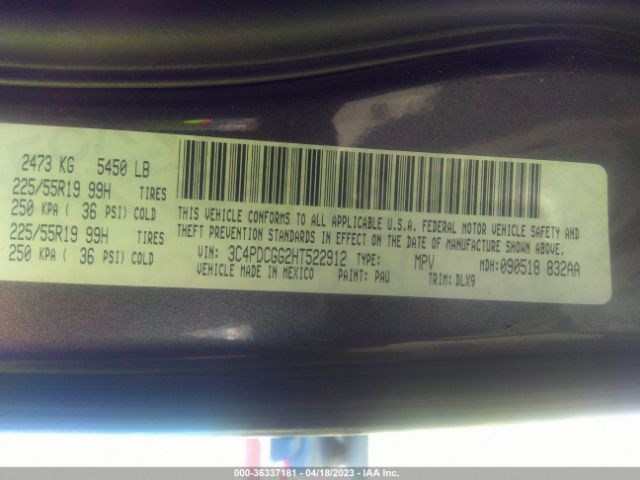 2473 KG 5450 LB
225/55R19 99H TIRES
250 KPA ( 36 PSI) COLD
225/55R19 99H TIRES
250 KPA ( 36 PSI) COLD
THIS VEHICLE CONFORMS TO ALL APPLICABLE U.S.A. FEDERAL MOTOR VEHICLE SAFETY AND
THEFT PREVENTION STANDARDS IN EFFECT ON THE DATE OF MANUFACTURE SHOWN ABOVE.
VIN: 3C4PDCGG2HT522912 TYPE: MPV MDH:090518 832AA
VEHICLE MADE IN MEXICO PAINT: PAU TRIM: DLX9
000-36337181 - 04/18/2023 - IAA Inc.